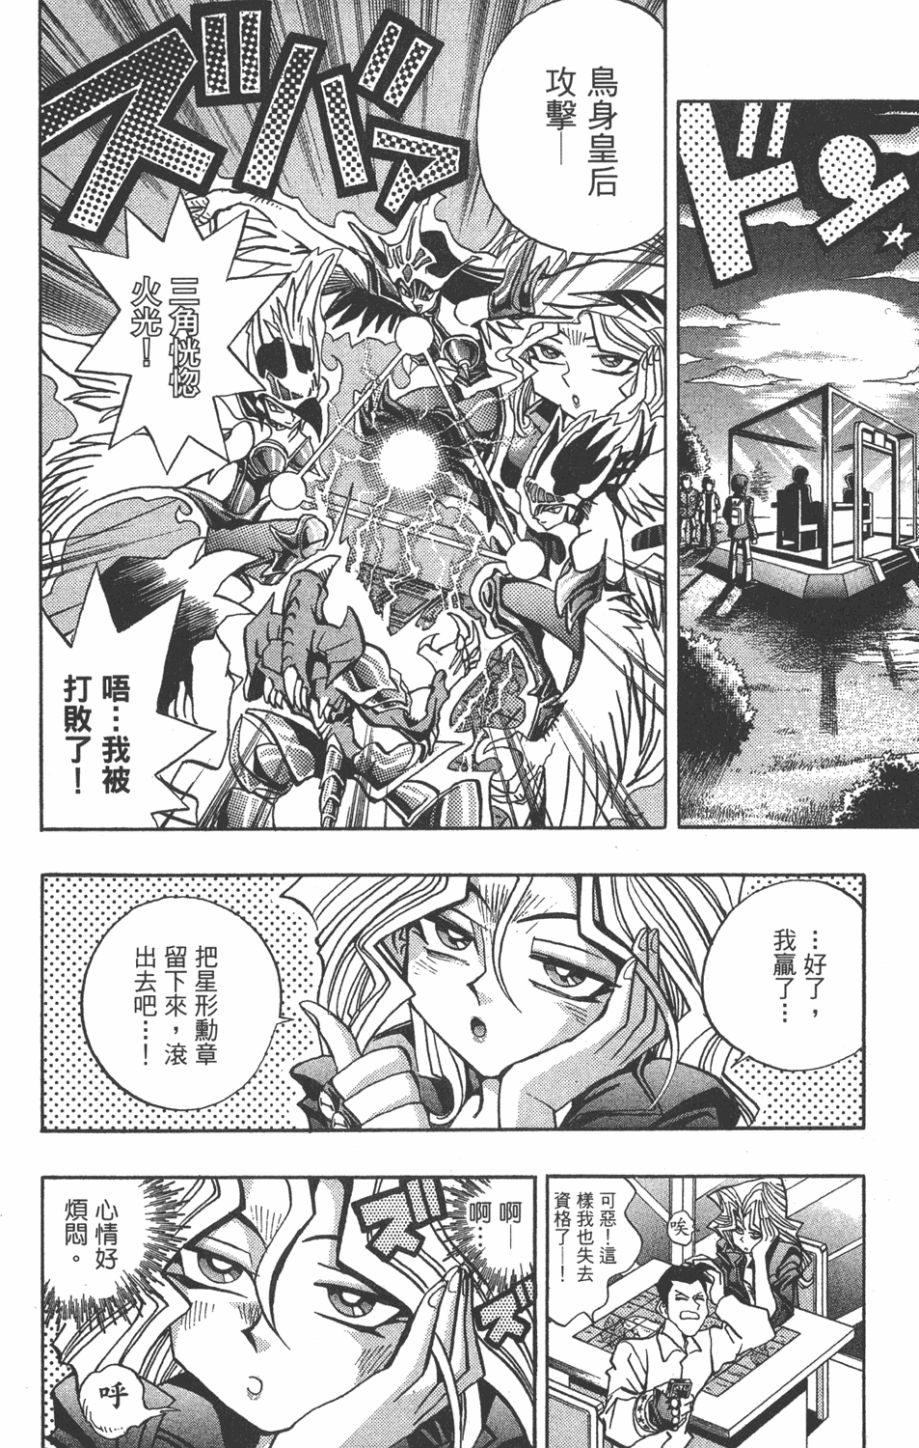 ドン
鳥身皇后
攻擊——
ズバァ
三角恍惚
火光！
唔…我被
打敗了！
…好了，
我贏了…
把星形勳章
留下來，滾
出去吧…！
可惡！這
樣我也失去
資格了——！
唉
啊——
啊…
ズズ…
心情好
煩悶。
呼